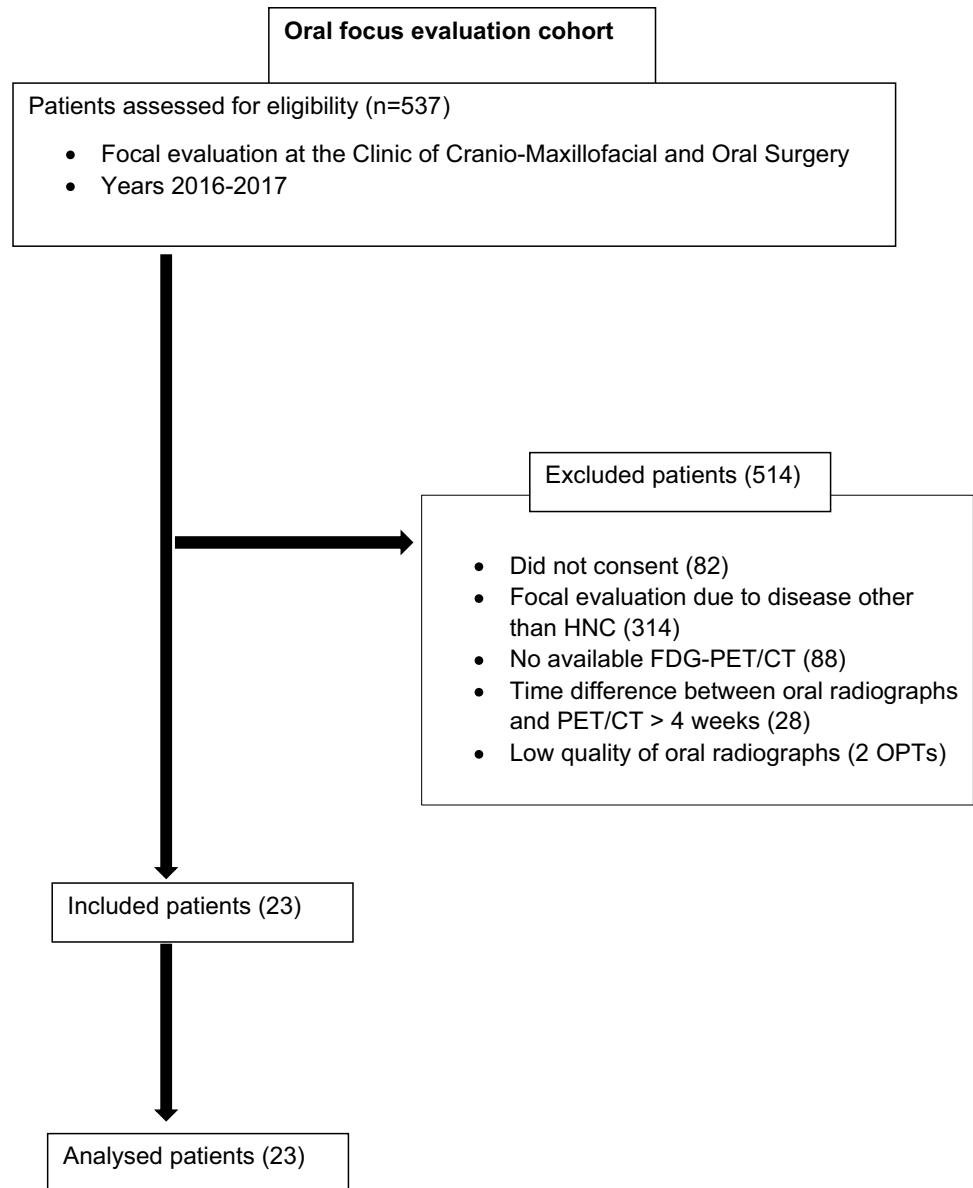 Oral focus evaluation cohort
Patients assessed for eligibility (n=537)
• Focal evaluation at the Clinic of Cranio-Maxillofacial and Oral Surgery
• Years 2016-2017
Excluded patients (514)
• Did not consent (82)
• Focal evaluation due to disease other
than HNC (314)
• No available FDG-PET/CT (88)
• Time difference between oral radiographs
and PET/CT > 4 weeks (28)
• Low quality of oral radiographs (2 OPTs)
Included patients (23)
Analysed patients (23)